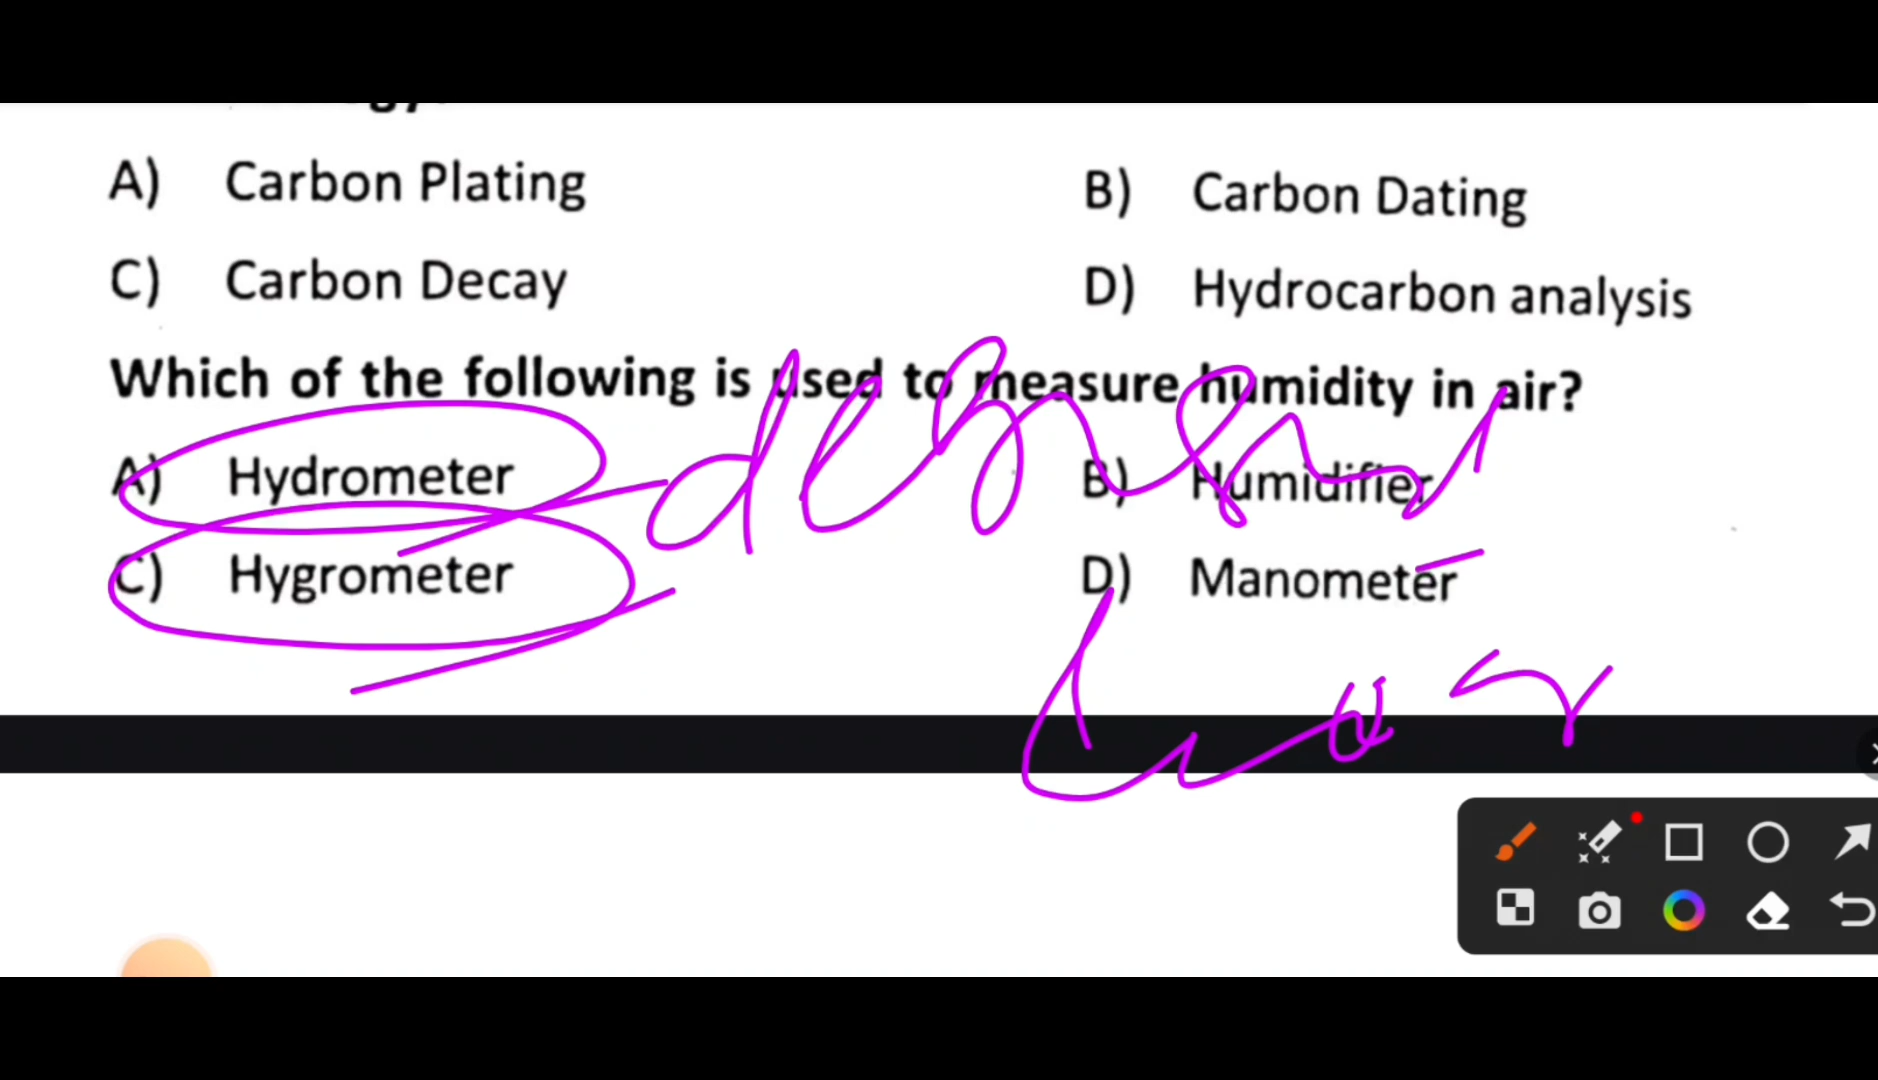 A) Carbon Plating B) Carbon Dating
C) Carbon Decay D) Hydrocarbon analysis
Which of the following is used to measure humidity in air?
A) Hydrometer B) Humidifier
C) Hygrometer D) Manometer